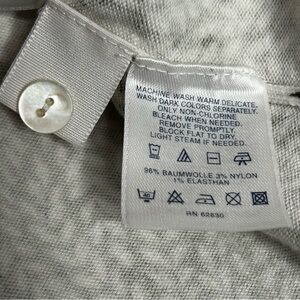 MACHINE WASH WARM, DELICATE.
WASH DARK COLORS SEPARATELY.
ONLY NON-CHLORINE
BLEACH WHEN NEEDED.
REMOVE PROMPTLY.
BLOCK FLAT TO DRY.
LIGHT STEAM IF NEEDED.
96% BAUMWOLLE 3% NYLON
1% ELASTHAN
RN 62830